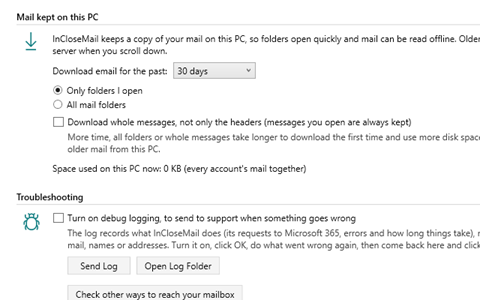 Mail kept on this PC
InCloseMail keeps a copy of your mail on this PC, so folders open quickly and mail can be read offline. Older
server when you scroll down.
Download email for the past: 30 days
Only folders I open
All mail folders
Download whole messages, not only the headers (messages you open are always kept)
More time, all folders or whole messages take longer to download the first time and use more disk space
older mail from this PC.
Space used on this PC now: 0 KB (every account's mail together)
Troubleshooting
Turn on debug logging, to send to support when something goes wrong
The log records what InCloseMail does (its requests to Microsoft 365, errors and how long things take),
mail, names or addresses. Turn it on, click OK, do what went wrong again, then come back here and click
Send Log Open Log Folder
Check other ways to reach your mailbox